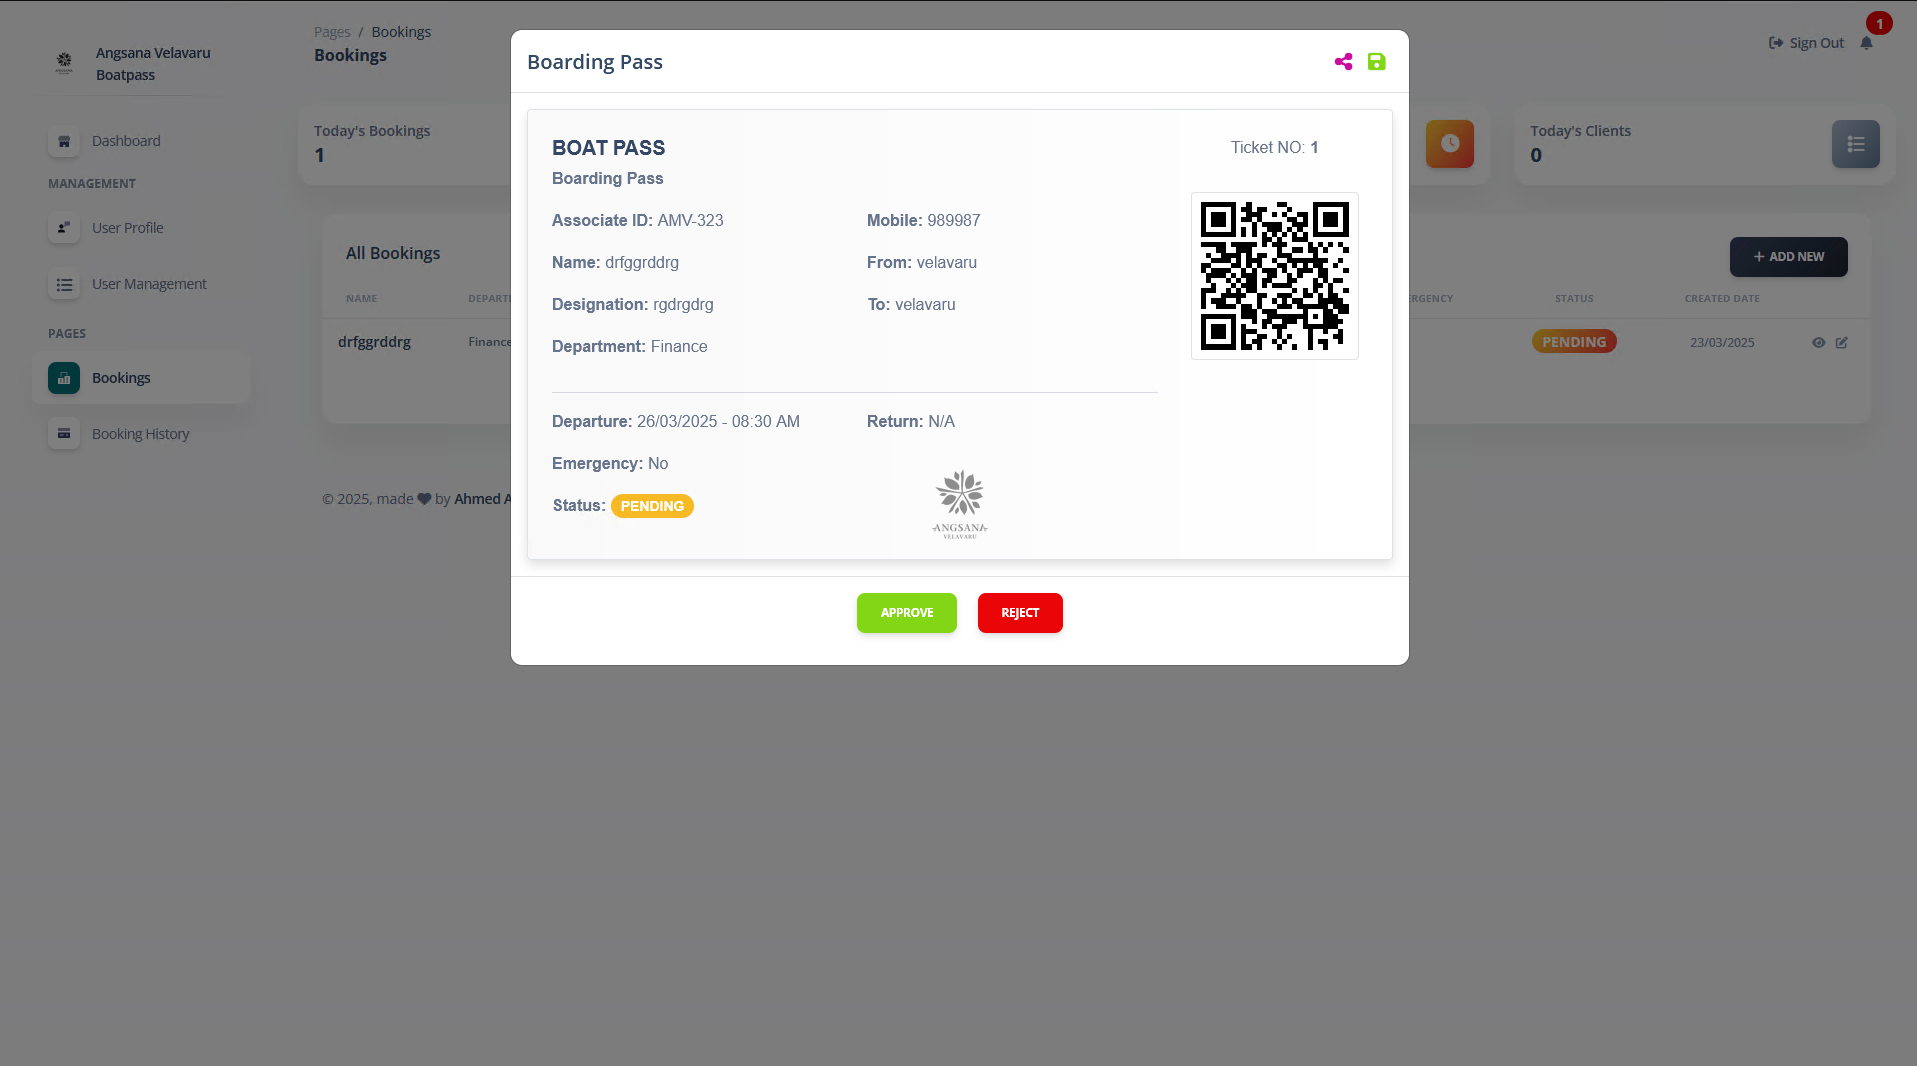 Angsana Velavaru
Boatpass
Dashboard
MANAGEMENT
User Profile
User Management
PAGES
Bookings
Booking History
Pages / Bookings
Bookings
Sign Out
1
Today's Bookings
1
Today's Clients
0
All Bookings
+ ADD NEW
NAME DEPART ERGENCY STATUS CREATED DATE
drfggrddrg Finance PENDING 23/03/2025
© 2025, made by Ahmed A
Boarding Pass
BOAT PASS
Ticket NO: 1
Boarding Pass
Associate ID: AMV-323
Mobile: 989987
Name: drfggrddrg
From: velavaru
Designation: rgdrgdrg
To: velavaru
Department: Finance
Departure: 26/03/2025 - 08:30 AM
Return: N/A
Emergency: No
Status: PENDING
ANGSANA
VELAVARU
APPROVE
REJECT